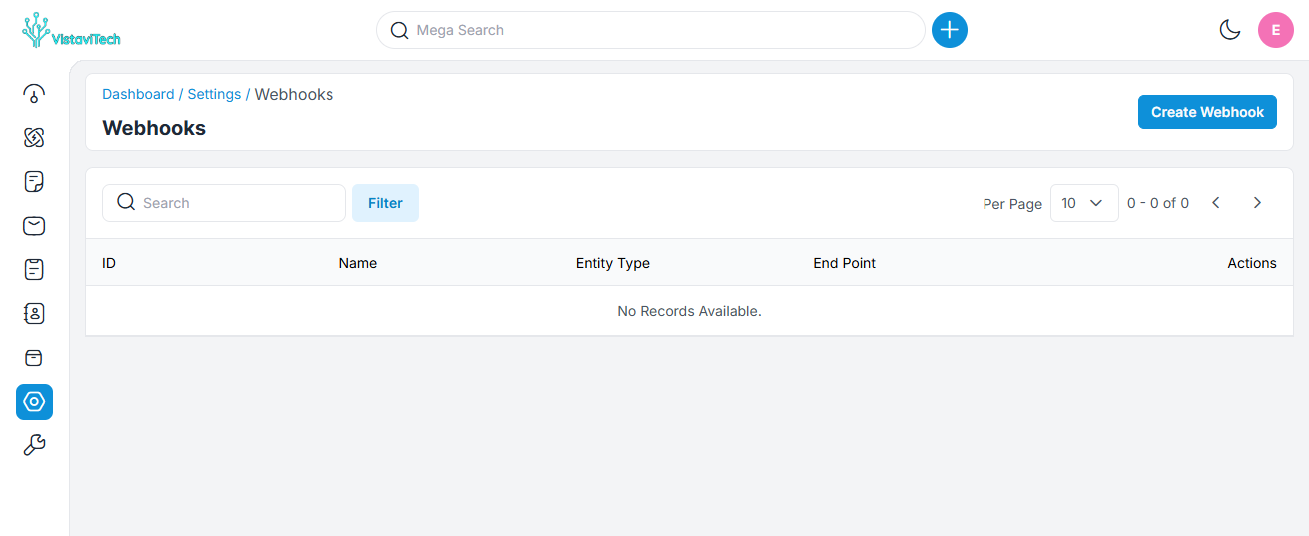 VistaviTech
Mega Search
E
Dashboard / Settings / Webhooks
Webhooks
Create Webhook
Search
Filter
Per Page
10
0 - 0 of 0
ID Name Entity Type End Point Actions
No Records Available.